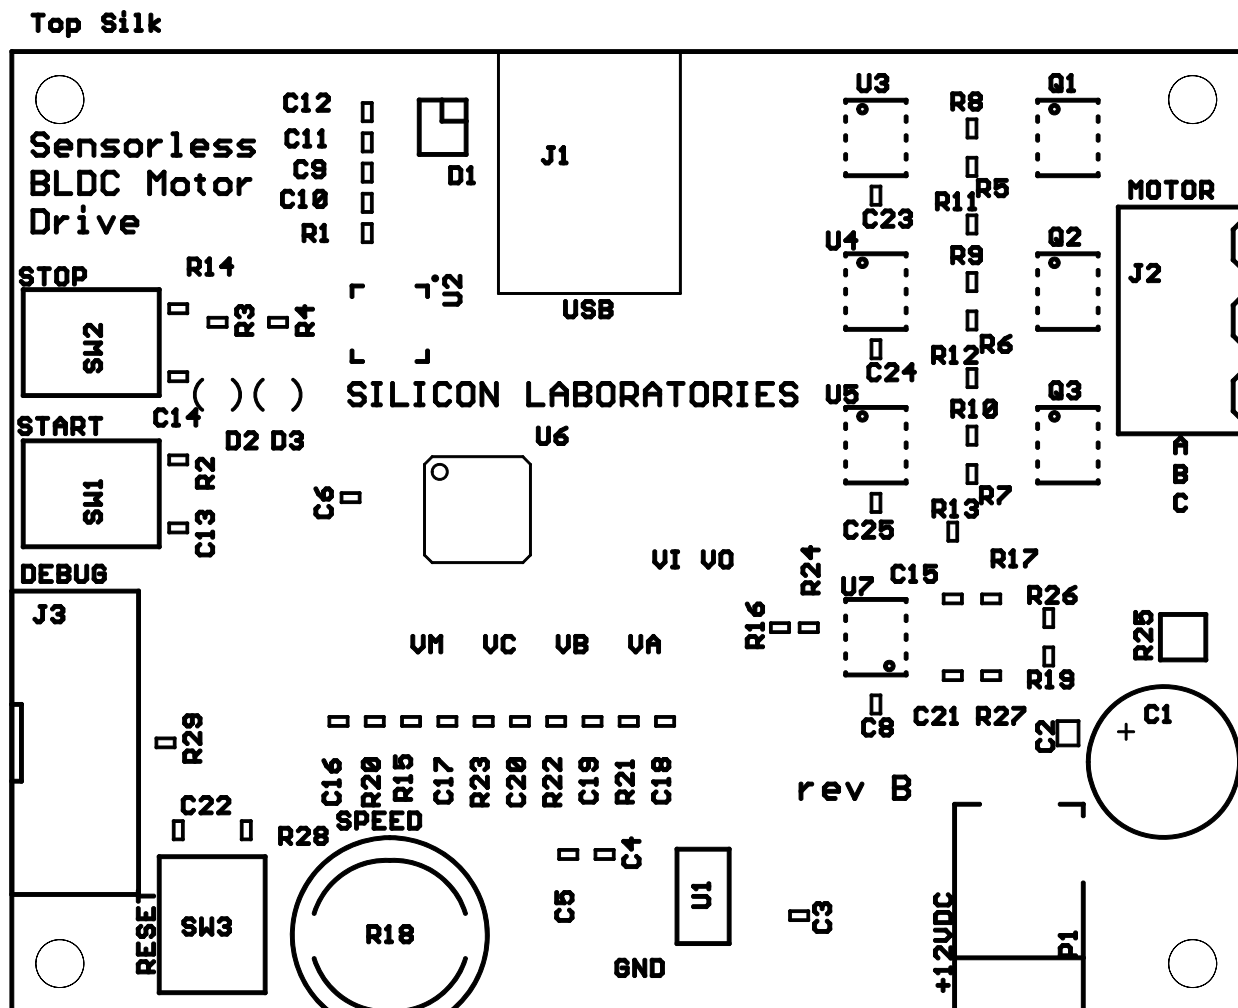 Top Silk
U3
Q1
C12
R8
C11
Sensorless
J1
C9
D1
BLDC Motor
R5
MOTOR
C10
R11
Drive
C23
R1
U4
Q2
R9
R14
STOP
J2
U2
USB
R3
R4
SW2
R6
R12
C24
SILICON LABORATORIES
U5
Q3
R10
C14
START
D2 D3
U6
A
B
R2
C
R7
C6
SW1
R13
C13
C25
VI VO
R17
DEBUG
R24
C15
U7
R26
J3
R16
R25
VM VC VB VA
R19
C21
R27
C1
C8
C2
R29
C16
R20
R15
C17
R23
C20
R22
C19
R21
C18
rev B
C22
SPEED
R28
C4
U1
C5
C3
RESET
SW3
R18
+12VDC
P1
GND